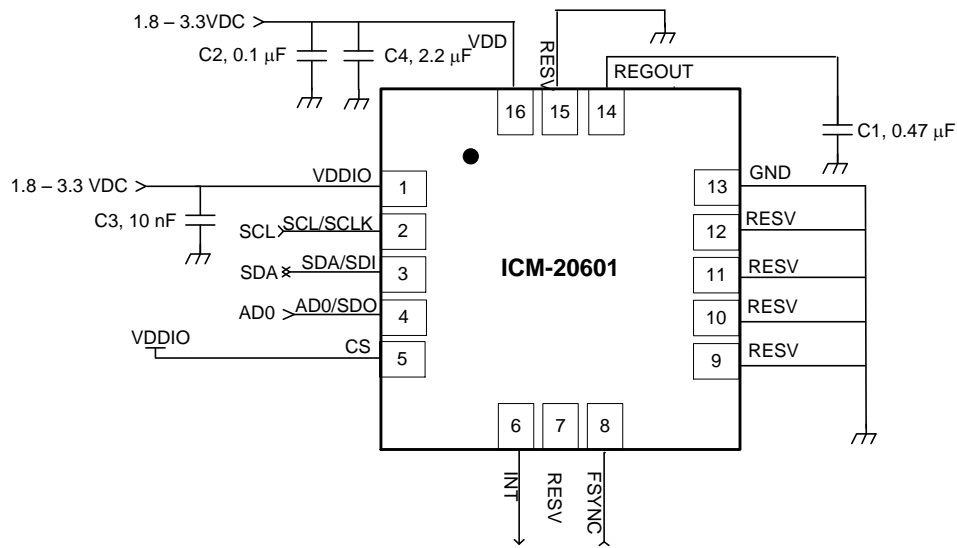 1.8 – 3.3VDC
C2, 0.1 µF
C4, 2.2 µF
VDD
RESV
REGOUT
C1, 0.47 µF
16
15
14
1.8 – 3.3 VDC
C3, 10 nF
VDDIO
1
SCL
SCL/SCLK
2
SDA
SDA/SDI
3
AD0
AD0/SDO
4
VDDIO
CS
5
ICM-20601
13
GND
12
RESV
11
RESV
10
RESV
9
RESV
6
7
8
INT
RESV
FSYNC